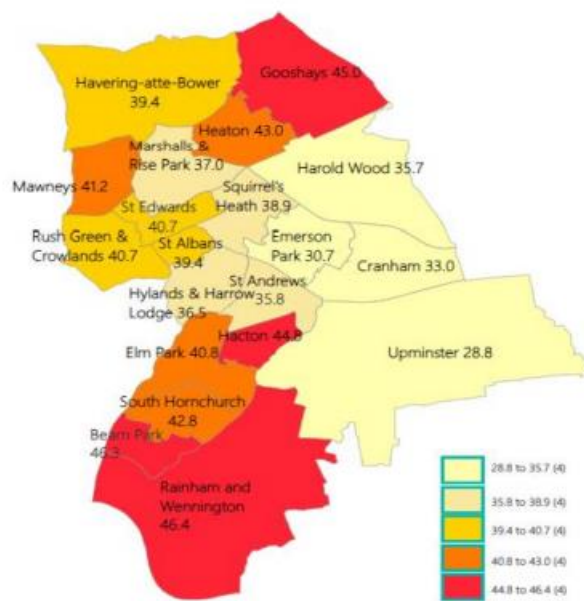 Gooshays 45.0
Havering-atte-Bower
39.4
Heaton 43.0
Marshalls &
Rise Park 37.0
Harold Wood 35.7
Mawneys 41.2
Squirrel's
Heath 38.9
St Edwards
40.7
Rush Green &
Crowlands 40.7
St Albans
39.4
Emerson
Park 30.7
Cranham 33.0
St Andrews
35.8
Hylands & Harrow
Lodge 36.5
Hacton 44.8
Elm Park 40.8
Upminster 28.8
South Hornchurch
42.8
Beam Park
46.3
Rainham and
Wennington
46.4
28.8 to 35.7 (4)
35.8 to 38.9 (4)
39.4 to 40.7 (4)
40.8 to 43.0 (4)
44.8 to 46.4 (4)